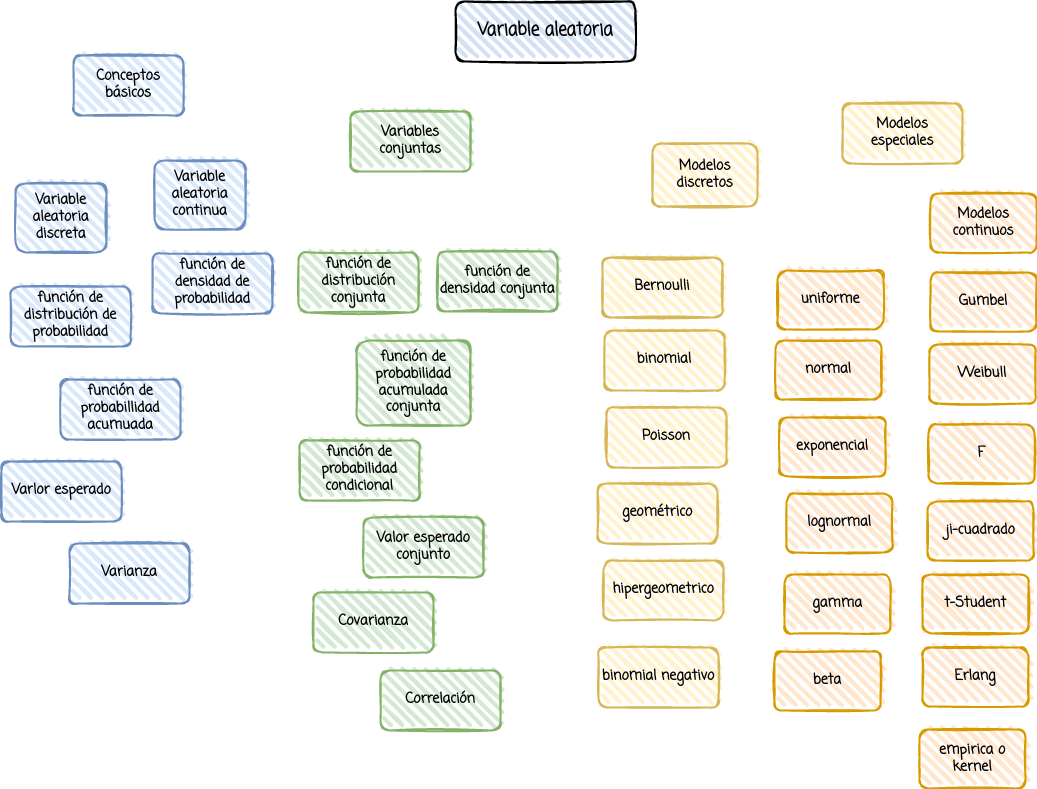 Variable aleatoria
Conceptos
básicos
Variable
aleatoria
discreta
Variable
aleatoria
continua
función de
distribución de
probabilidad
función de
densidad de
probabilidad
función de
probabillidad
acumuada
Varlor esperado
Varianza
Variables
conjuntas
función de
distribución
conjunta
función de
densidad conjunta
función de
probabilidad
acumulada
conjunta
función de
probabilidad
condicional
Valor esperado
conjunto
Covarianza
Correlación
Modelos
especiales
Modelos
discretos
Bernoulli
binomial
Poisson
geométrico
hipergeometrico
binomial negativo
Modelos
continuos
uniforme
normal
exponencial
lognormal
gamma
beta
Gumbel
Weibull
F
ji-cuadrado
t-Student
Erlang
empirica o
kernel